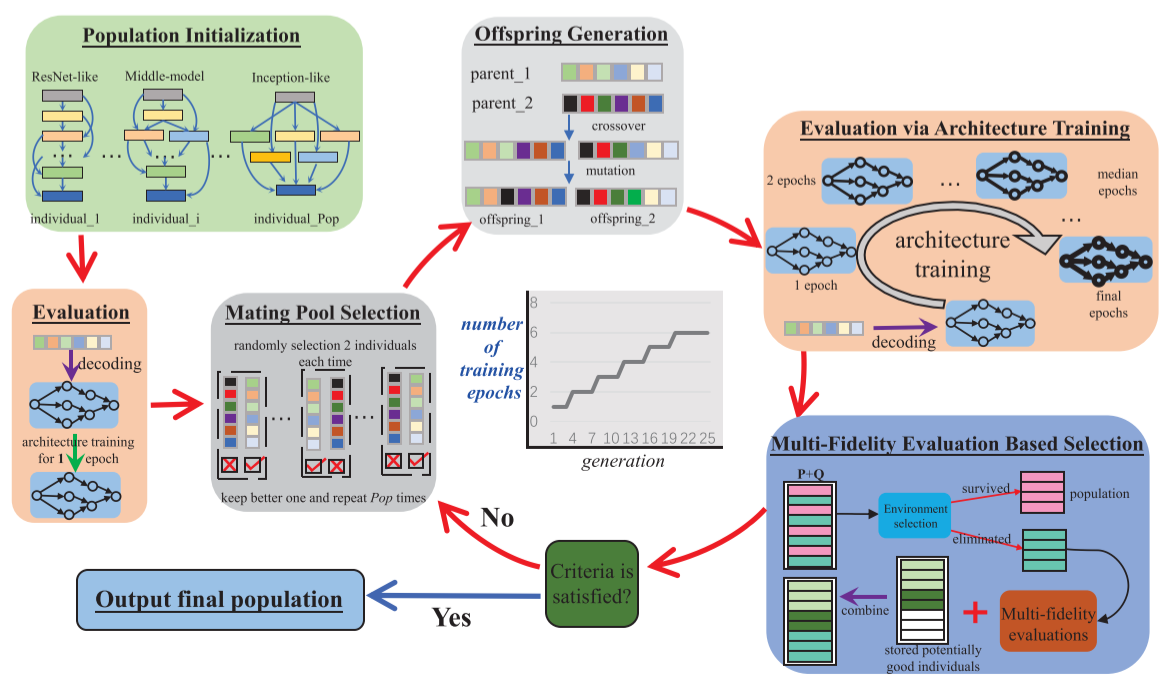 Population Initialization
ResNet-like
Middle-model
Inception-like
...
...
...
...
individual_1
individual_i
individual_Pop
Evaluation
decoding
architecture training
for 1 epoch
Mating Pool Selection
randomly selection 2 individuals
each time
....
....
keep better one and repeat Pop times
Offspring Generation
parent_1
parent_2
crossover
mutation
offspring_1
offspring_2
number
of
training
epochs
8
6
4
2
0
1 4 7 10 13 16 19 22 25
generation
Evaluation via Architecture Training
2 epochs
...
median
epochs
...
architecture
training
1 epoch
final
epochs
decoding
Multi-Fidelity Evaluation Based Selection
P+Q
Environment
selection
survived
population
eliminated
combine
+
Multi-fidelity
evaluations
stored potentially
good individuals
Criteria is
satisfied?
No
Yes
Output final population